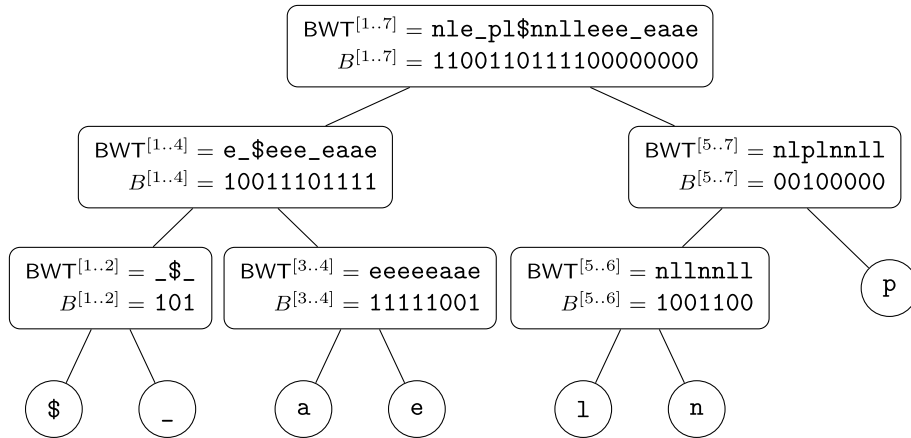 BWT^[1..7] = nle_pl$nnlleee_eaae
B^[1..7] = 1100110111100000000
BWT^[1..4] = e_$eee_eaae
B^[1..4] = 10011101111
BWT^[5..7] = nlplnnll
B^[5..7] = 00100000
BWT^[1..2] = _$_
B^[1..2] = 101
BWT^[3..4] = eeeeeaae
B^[3..4] = 11111001
BWT^[5..6] = nllnnll
B^[5..6] = 1001100
p
$
_
a
e
l
n